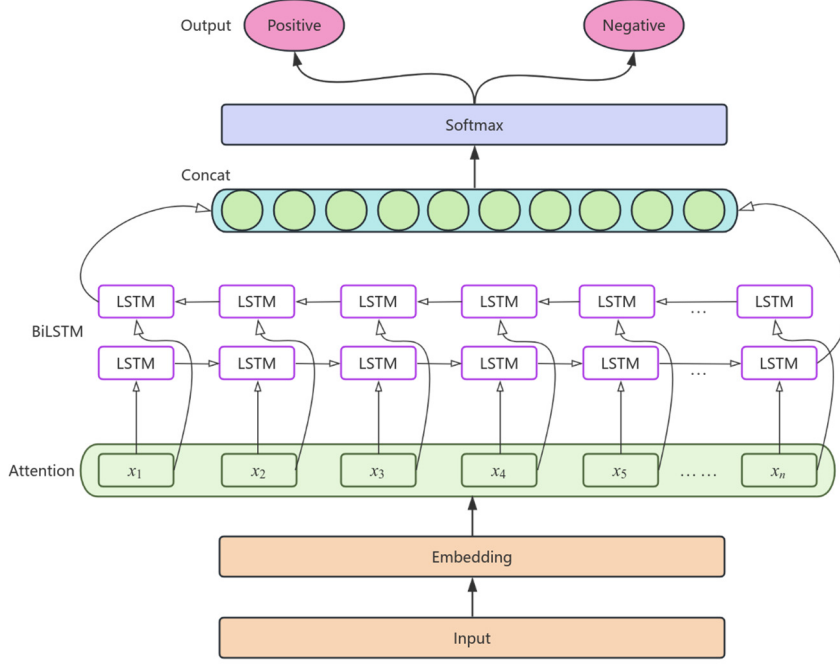 Output
Positive
Negative
Softmax
Concat
LSTM LSTM LSTM LSTM LSTM ... LSTM
BiLSTM
LSTM LSTM LSTM LSTM LSTM ... LSTM
Attention
x₁ x₂ x₃ x₄ x₅ ... ... xₙ
Embedding
Input